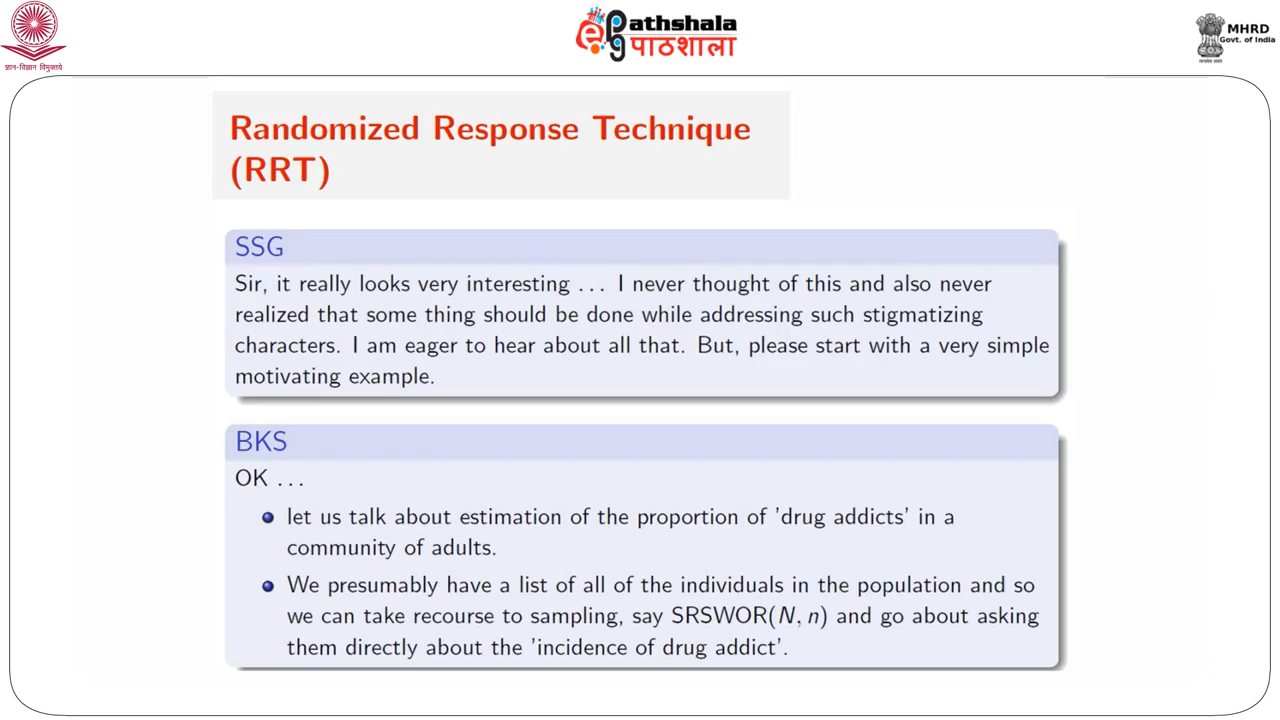 ज्ञान-विज्ञान विमुक्तये
ePathshala
पाठशाला
MHRD
Govt. of India
सत्यमेव जयते
Randomized Response Technique
(RRT)
SSG
Sir, it really looks very interesting . . . I never thought of this and also never
realized that some thing should be done while addressing such stigmatizing
characters. I am eager to hear about all that. But, please start with a very simple
motivating example.
BKS
OK . . .
let us talk about estimation of the proportion of 'drug addicts' in a
community of adults.
We presumably have a list of all of the individuals in the population and so
we can take recourse to sampling, say SRSWOR(N, n) and go about asking
them directly about the 'incidence of drug addict'.